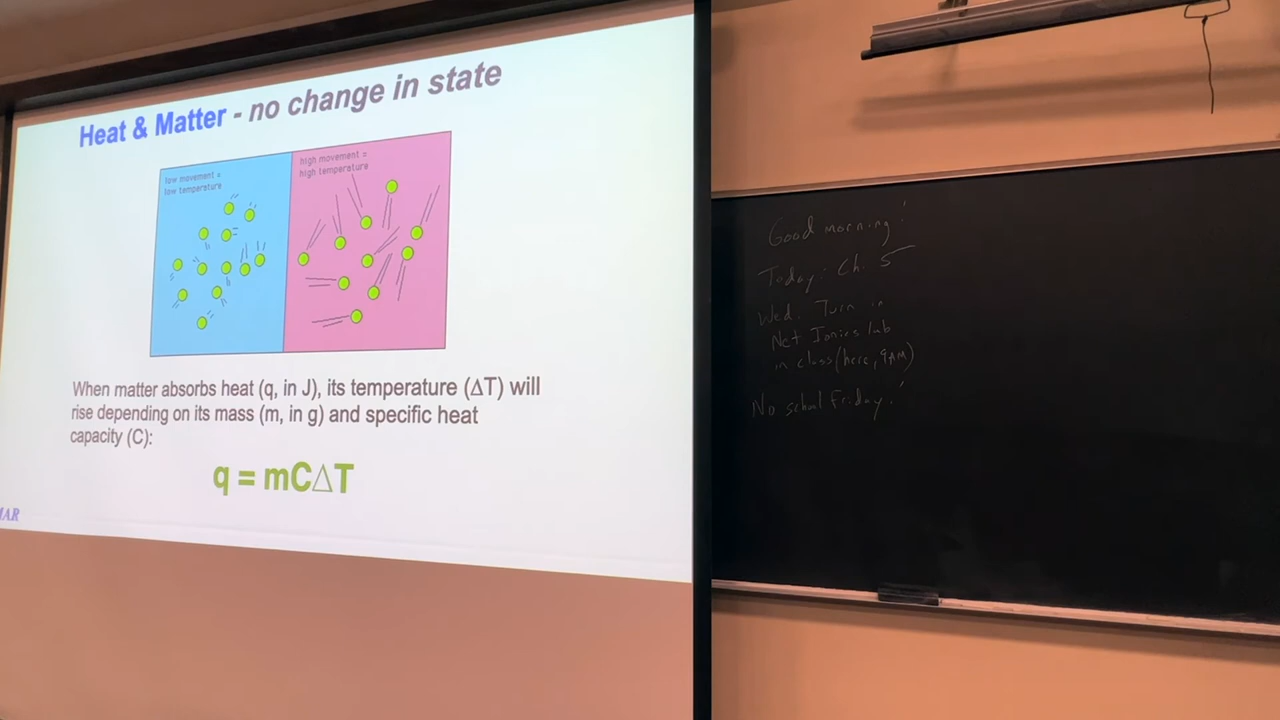 Heat & Matter - no change in state
low movement =
low temperature
high movement =
high temperature
When matter absorbs heat (q, in J), its temperature (ΔT) will
rise depending on its mass (m, in g) and specific heat
capacity (C):
q = mCΔT
MAR
Good morning!
Today: Ch. 5
Wed. Turn in
Net Ionics lab
in class (here, 9AM)
No school Friday!